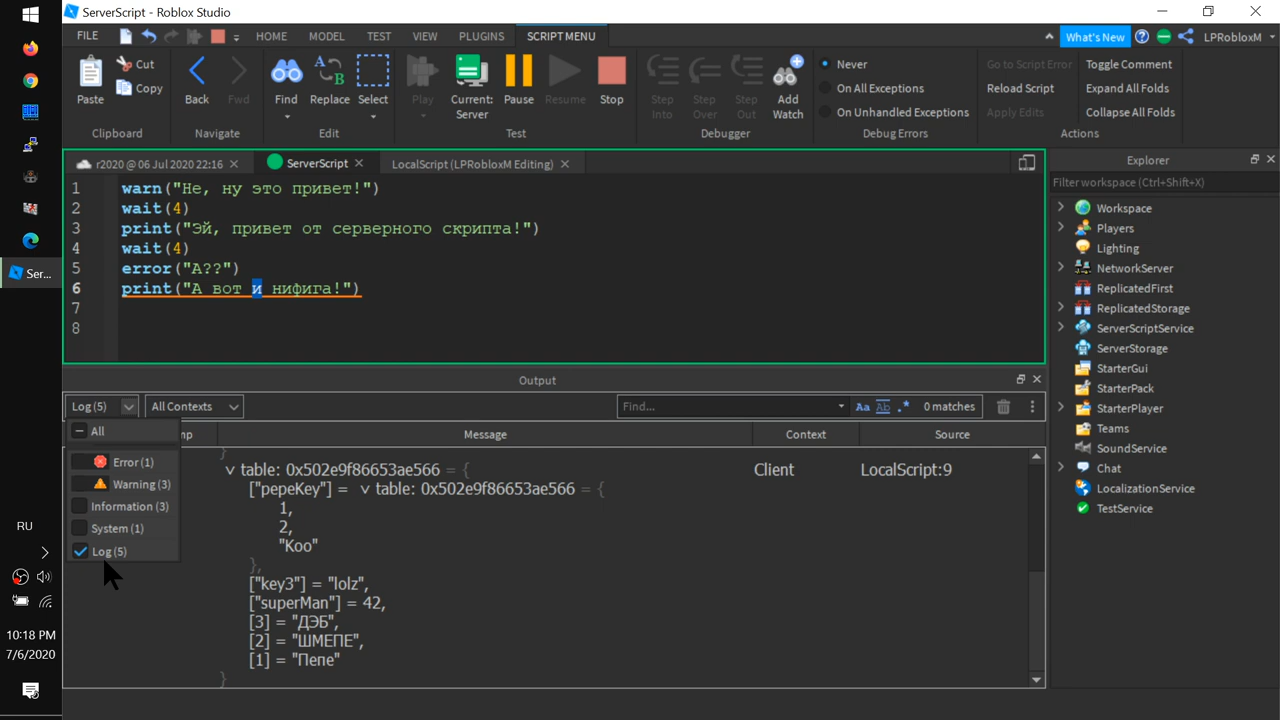 ServerScript - Roblox Studio
FILE HOME MODEL TEST VIEW PLUGINS SCRIPT MENU What's New LPRobloxM
Paste Cut Copy Back Fwd Find Replace Select Play Current: Server Pause Resume Stop Step Into Step Over Step Out Add Watch
Never
On All Exceptions
On Unhandled Exceptions
Go to Script Error
Reload Script
Apply Edits
Toggle Comment
Expand All Folds
Collapse All Folds
Clipboard Navigate Edit Test Debugger Debug Errors Actions
r2020 @ 06 Jul 2020 22:16 ServerScript LocalScript (LPRobloxM Editing)
1 warn("Не, ну это привет!")
2 wait(4)
3 print("Эй, привет от серверного скрипта!")
4 wait(4)
5 error("А??")
6 print("А вот и нифига!")
7
8
Explorer
Filter workspace (Ctrl+Shift+X)
Workspace
Players
Lighting
NetworkServer
ReplicatedFirst
ReplicatedStorage
ServerScriptService
ServerStorage
StarterGui
StarterPack
StarterPlayer
Teams
SoundService
Chat
LocalizationService
TestService
Output
Log (5) All Contexts Find... Aa Ab .* 0 matches
mp Message Context Source
All
Error (1)
Warning (3)
Information (3)
System (1)
Log (5)
}
table: 0x502e9f86653ae566 = { Client LocalScript:9
["pepeKey"] = table: 0x502e9f86653ae566 = {
1,
2,
"Koo"
},
["key3"] = "lolz",
["superMan"] = 42,
[3] = "ДЭБ",
[2] = "ШМЕПЕ",
[1] = "Пепе"
}
Ser...
RU
10:18 PM
7/6/2020